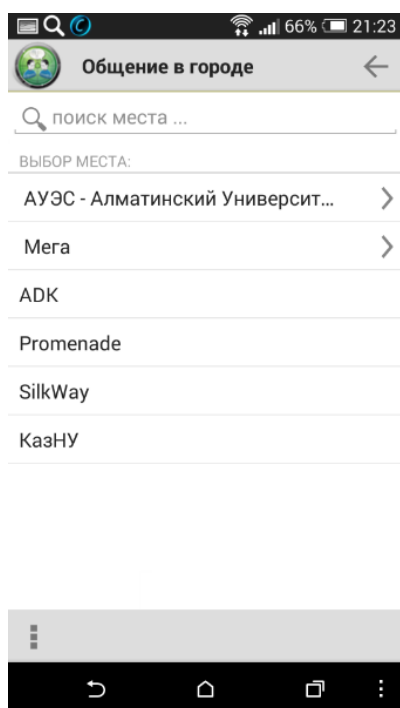 66% 21:23
Общение в городе
поиск места ...
ВЫБОР МЕСТА:
АУЭС - Алматинский Университ...
Мега
ADK
Promenade
SilkWay
КазНУ